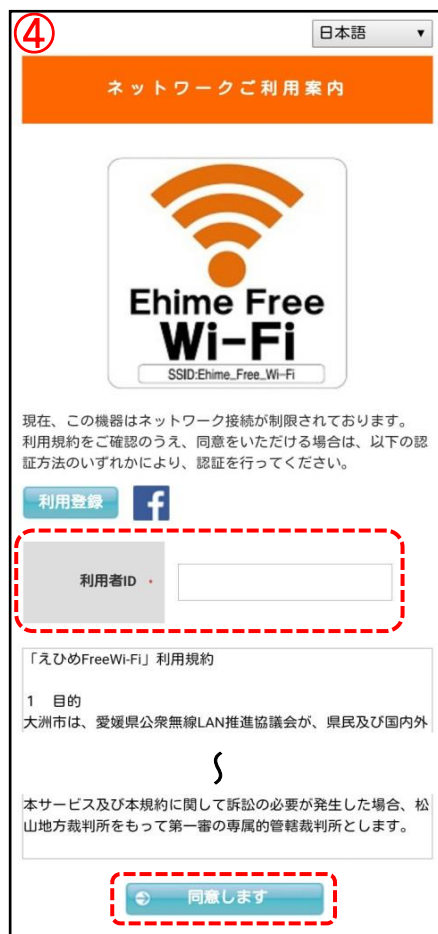 ④
日本語
ネットワークご利用案内
Ehime Free
Wi-Fi
SSID:Ehime_Free_Wi-Fi
現在、この機器はネットワーク接続が制限されております。
利用規約をご確認のうえ、同意をいただける場合は、以下の認
証方法のいずれかにより、認証を行ってください。
利用登録
f
利用者ID
「えひめFreeWi-Fi」利用規約
1 目的
大洲市は、愛媛県公衆無線LAN推進協議会が、県民及び国内外
本サービス及び本規約に関して訴訟の必要が発生した場合、松
山地方裁判所をもって第一審の専属的管轄裁判所とします。
同意します